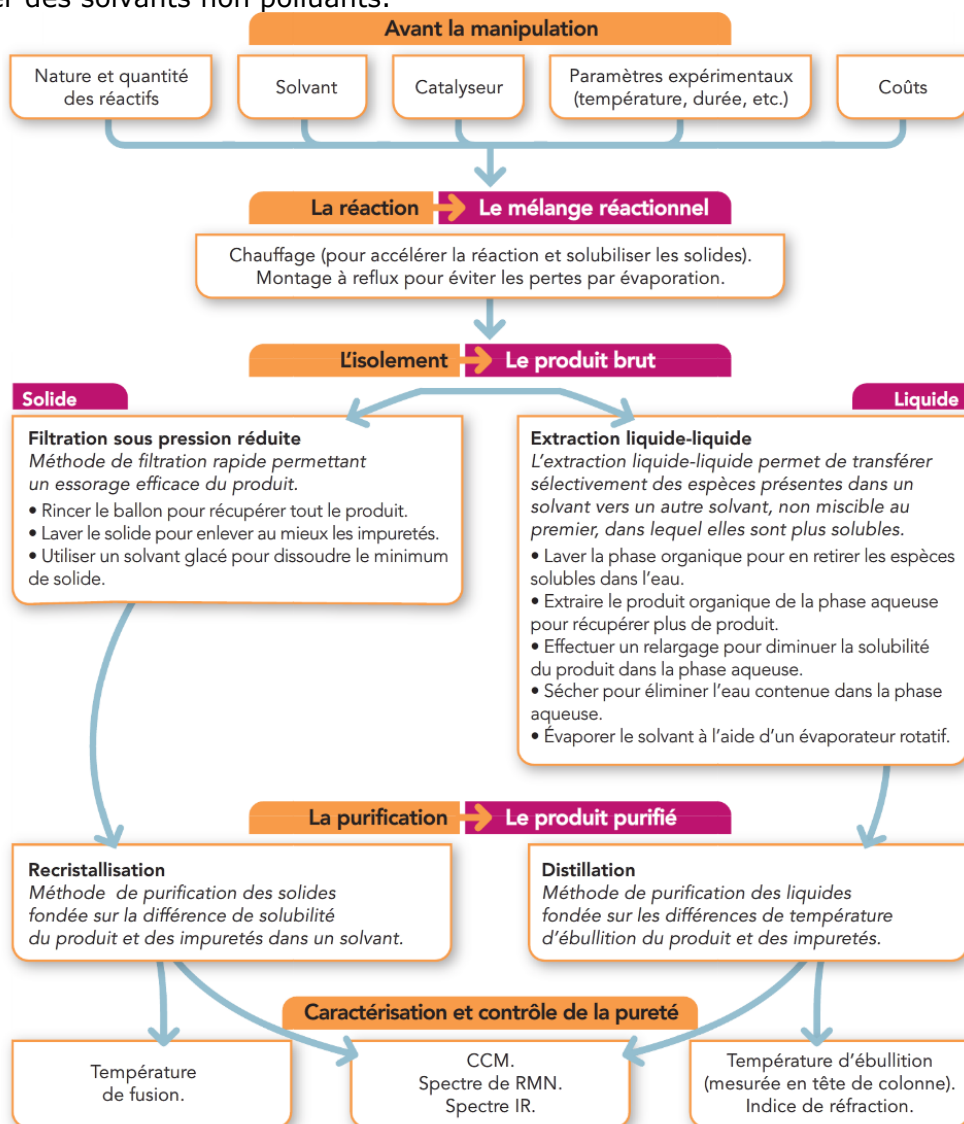 er des solvants non polluants.
Avant la manipulation
Nature et quantité
des réactifs
Solvant
Catalyseur
Paramètres expérimentaux
(température, durée, etc.)
Coûts
La réaction
Le mélange réactionnel
Chauffage (pour accélérer la réaction et solubiliser les solides).
Montage à reflux pour éviter les pertes par évaporation.
L'isolement
Le produit brut
Solide
Filtration sous pression réduite
Méthode de filtration rapide permettant
un essorage efficace du produit.
• Rincer le ballon pour récupérer tout le produit.
• Laver le solide pour enlever au mieux les impuretés.
• Utiliser un solvant glacé pour dissoudre le minimum
de solide.
Liquide
Extraction liquide-liquide
L'extraction liquide-liquide permet de transférer
sélectivement des espèces présentes dans un
solvant vers un autre solvant, non miscible au
premier, dans lequel elles sont plus solubles.
• Laver la phase organique pour en retirer les espèces
solubles dans l'eau.
• Extraire le produit organique de la phase aqueuse
pour récupérer plus de produit.
• Effectuer un relargage pour diminuer la solubilité
du produit dans la phase aqueuse.
• Sécher pour éliminer l'eau contenue dans la phase
aqueuse.
• Évaporer le solvant à l'aide d'un évaporateur rotatif.
La purification
Le produit purifié
Recristallisation
Méthode de purification des solides
fondée sur la différence de solubilité
du produit et des impuretés dans un solvant.
Distillation
Méthode de purification des liquides
fondée sur les différences de température
d'ébullition du produit et des impuretés.
Caractérisation et contrôle de la pureté
Température
de fusion.
CCM.
Spectre de RMN.
Spectre IR.
Température d'ébullition
(mesurée en tête de colonne).
Indice de réfraction.